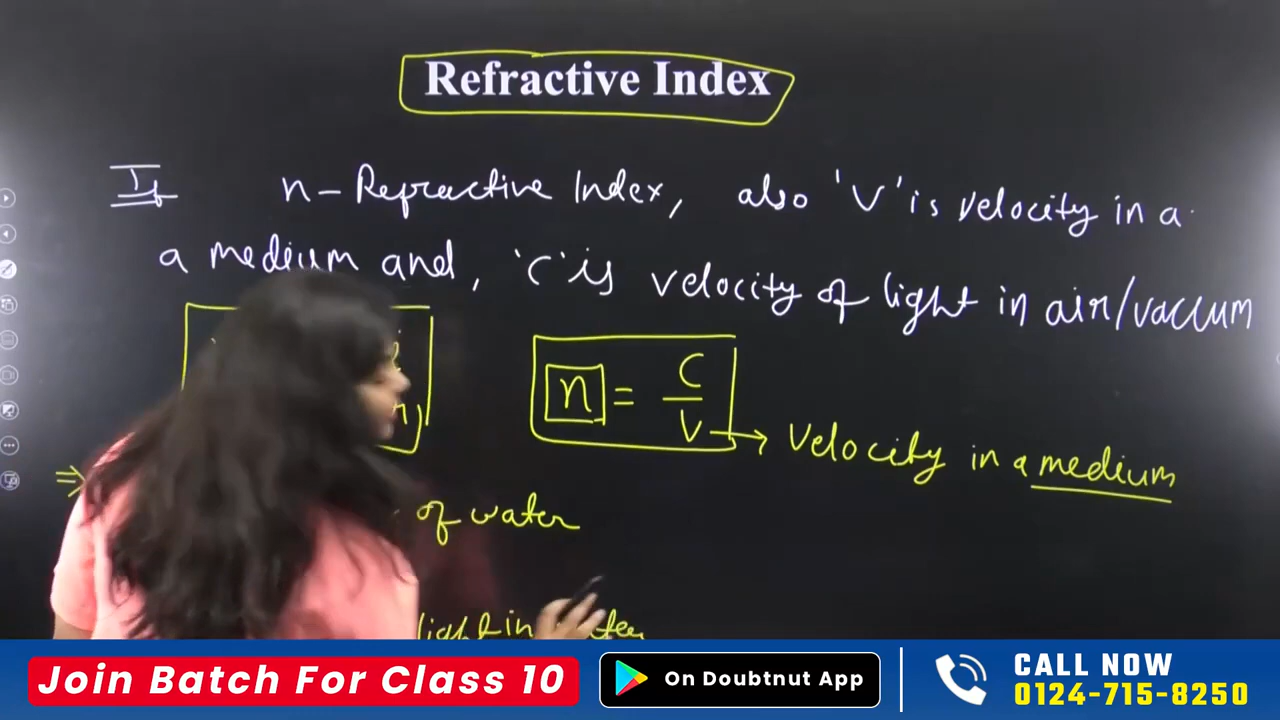 Refractive Index
If n - Refractive Index, also 'V' is velocity in a
a medium and, 'C' is velocity of light in air/vaccum
n = C/V → Velocity in a medium
⇒
of water
light in
Join Batch For Class 10
On Doubtnut App
CALL NOW
0124-715-8250